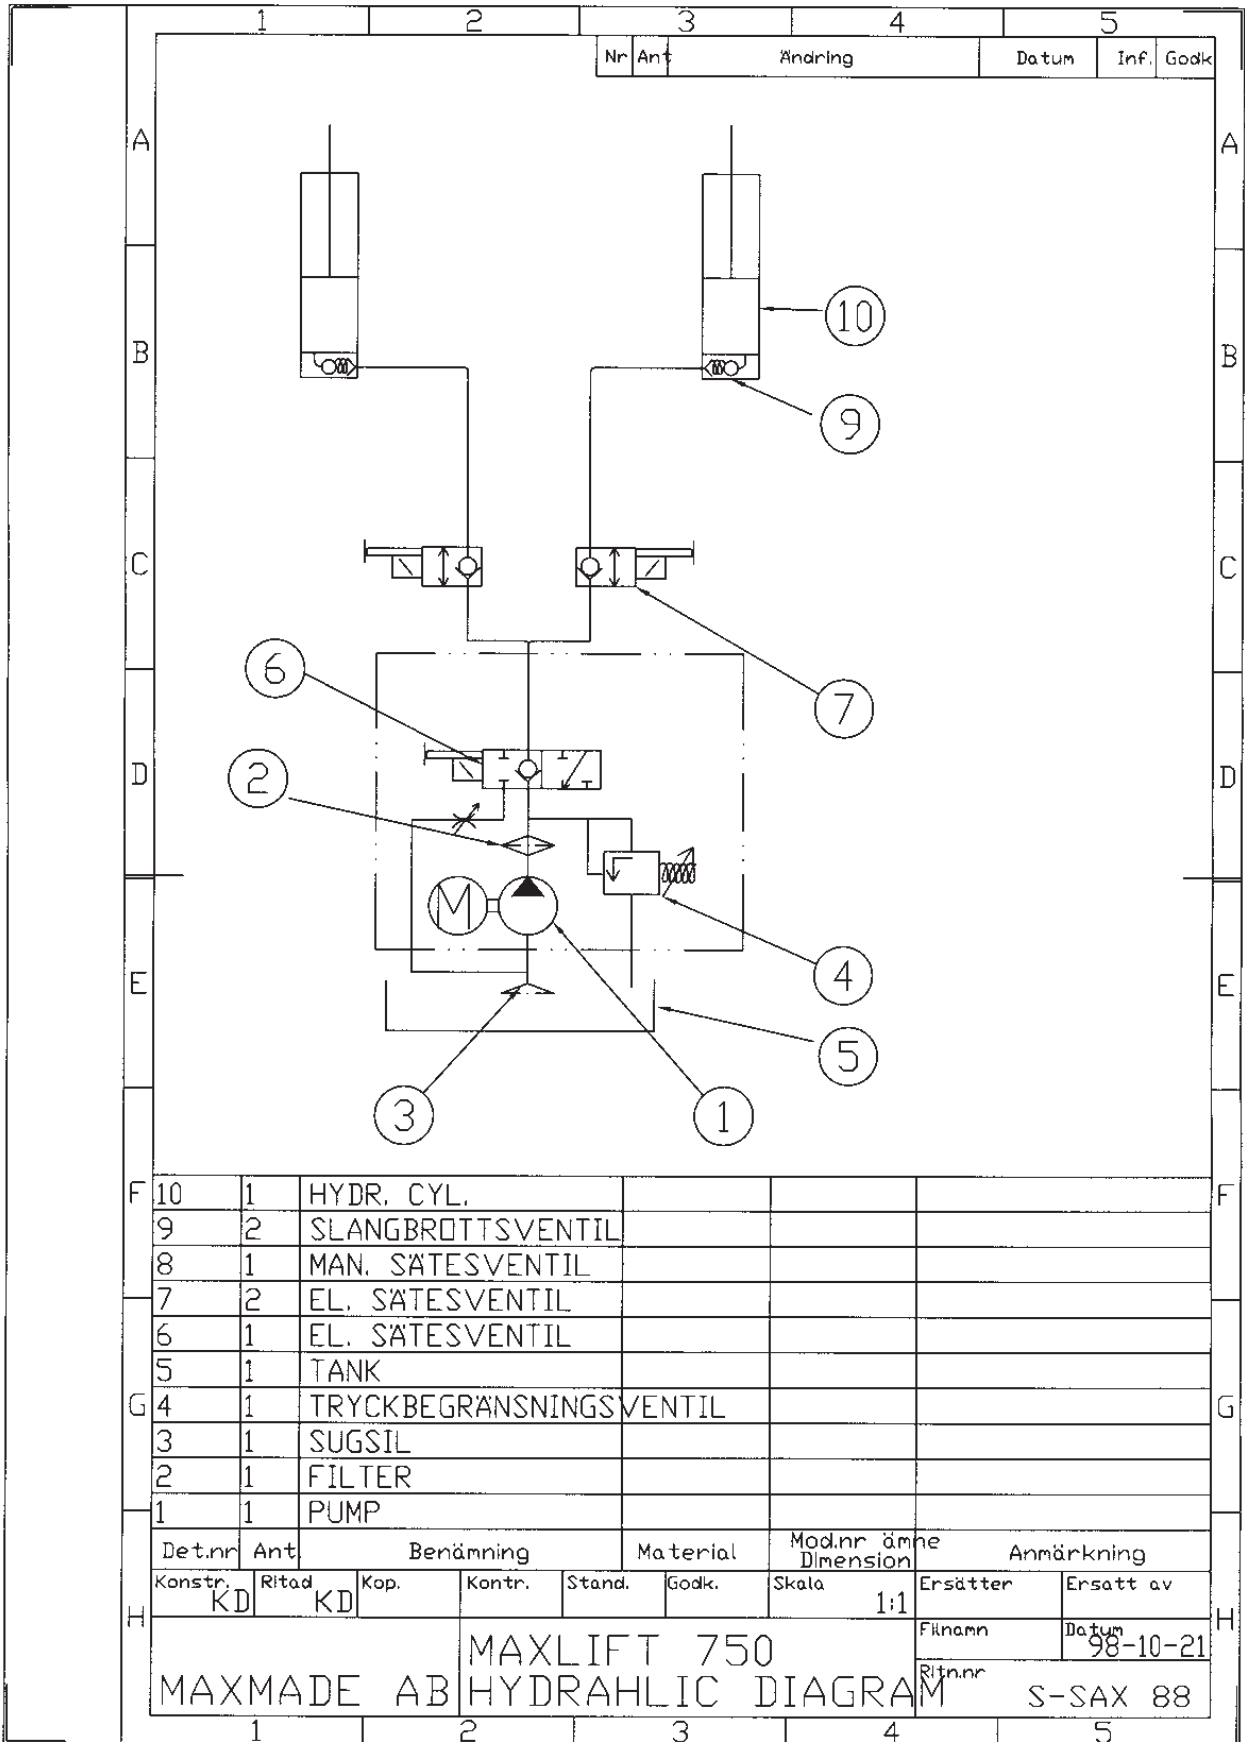 1 2 3 4 5
Nr Ant Ändring Datum Inf. Godk
A A
10
B B
9
C C
6
7
2
D D
M
4
E E
5
3 1
F F
10 1 HYDR. CYL.
9 2 SLANGBROTTSVENTIL
8 1 MAN. SÄTESVENTIL
7 2 EL. SÄTESVENTIL
6 1 EL. SÄTESVENTIL
5 1 TANK
G G
4 1 TRYCKBEGRÄNSNINGSVENTIL
3 1 SUGSIL
2 1 FILTER
1 1 PUMP
Det.nr Ant Benämning Material Mod.nr ämne Anmärkning
Dimension
Konstr. Ritad Kop. Kontr. Stand. Godk. Skala Ersätter Ersatt av
KD KD 1:1
H H
Filnamn Datum
MAXLIFT 750 98-10-21
Ritn.nr
MAXMADE AB HYDRAHLIC DIAGRAM S-SAX 88
1 2 3 4 5